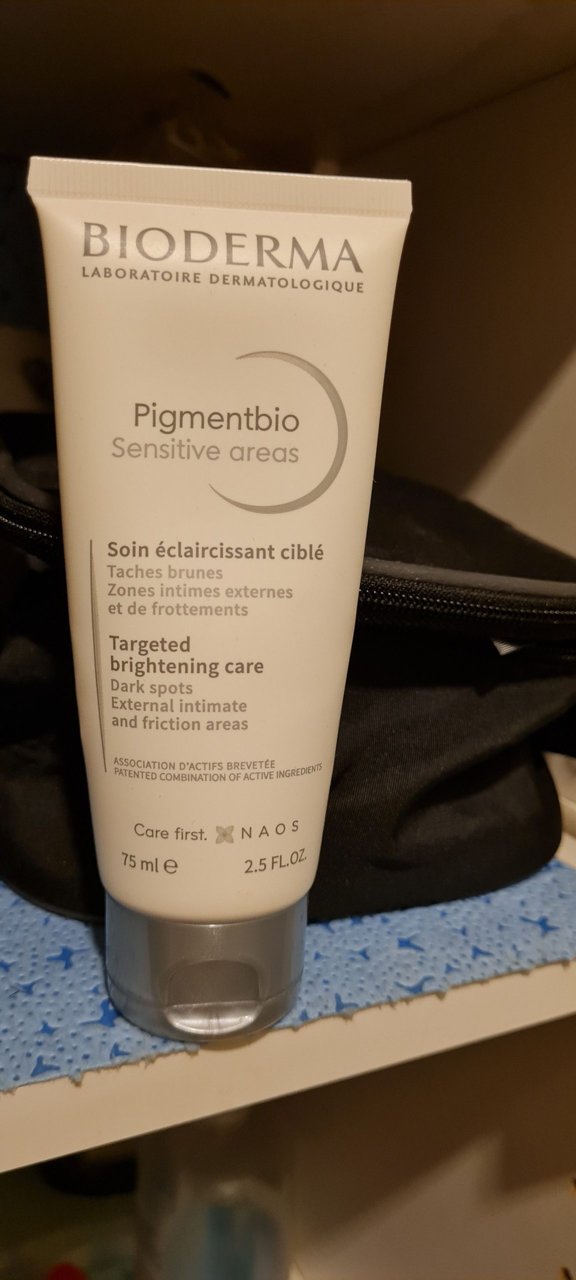 BIODERMA
LABORATOIRE DERMATOLOGIQUE
Pigmentbio
Sensitive areas
Soin éclaircissant ciblé
Taches brunes
Zones intimes externes
et de frottements
Targeted
brightening care
Dark spots
External intimate
and friction areas
ASSOCIATION D'ACTIFS BREVETÉE
PATENTED COMBINATION OF ACTIVE INGREDIENTS
Care first. NAOS
75 ml ℮ 2.5 FL.OZ.